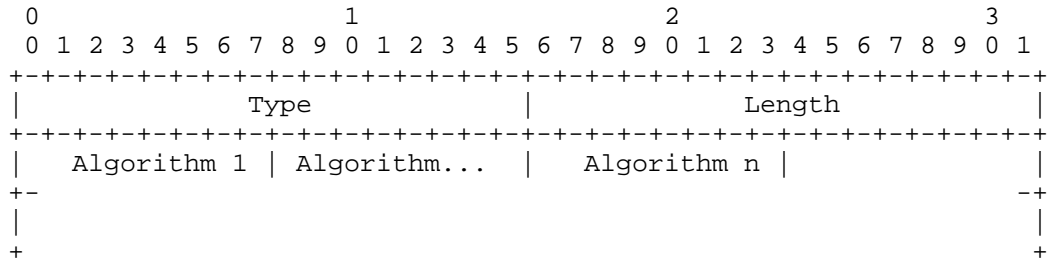 0                   1                   2                   3
 0 1 2 3 4 5 6 7 8 9 0 1 2 3 4 5 6 7 8 9 0 1 2 3 4 5 6 7 8 9 0 1
+-+-+-+-+-+-+-+-+-+-+-+-+-+-+-+-+-+-+-+-+-+-+-+-+-+-+-+-+-+-+-+-+
|              Type             |             Length            |
+-+-+-+-+-+-+-+-+-+-+-+-+-+-+-+-+-+-+-+-+-+-+-+-+-+-+-+-+-+-+-+-+
|   Algorithm 1 | Algorithm...  |   Algorithm n |               |
+-                                                             -+
|                                                               |
+                                                               +